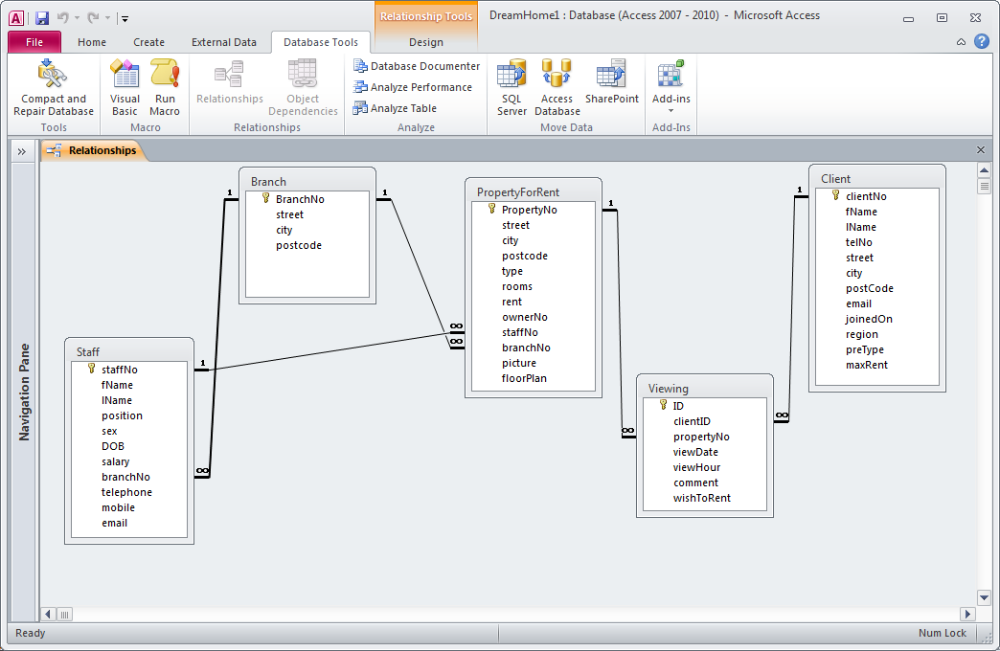 A
Relationship Tools
DreamHome1 : Database (Access 2007 - 2010) - Microsoft Access
File Home Create External Data Database Tools Design
?
Compact and Repair Database
Visual Basic
Run Macro
Relationships
Object Dependencies
Database Documenter
Analyze Performance
Analyze Table
SQL Server
Access Database
SharePoint
Add-ins
Tools Macro Relationships Analyze Move Data Add-Ins
»
Relationships
Navigation Pane
Branch
BranchNo
street
city
postcode
1
1
PropertyForRent
PropertyNo
street
city
postcode
type
rooms
rent
ownerNo
staffNo
branchNo
picture
floorPlan
1
∞
∞
Client
clientNo
fName
lName
telNo
street
city
postCode
email
joinedOn
region
preType
maxRent
1
Staff
staffNo
fName
lName
position
sex
DOB
salary
branchNo
telephone
mobile
email
1
∞
Viewing
ID
clientID
propertyNo
viewDate
viewHour
comment
wishToRent
∞
∞
Ready
Num Lock